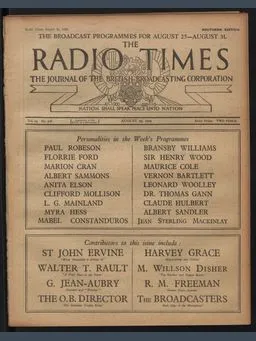 SOUTHERN EDITION
THE BROADCAST PROGRAMMES FOR AUGUST 25—AUGUST 31.
THE
RADIO TIMES
THE JOURNAL OF THE BRITISH BROADCASTING CORPORATION
NATION SHALL SPEAK PEACE UNTO NATION
AUGUST
TWO PENCE.
Personalities in the Week's Programmes
PAUL ROBESON BRANSBY WILLIAMS
FLORRIE FORD SIR HENRY WOOD
MARION CRAN MAURICE COLE
ALBERT SAMMONS VERNON BARTLETT
ANITA ELSON LEONARD WOOLLEY
CLIFFORD MOLLISON DR. THOMAS GANN
L. G. MAINLAND CLAUDE HULBERT
MYRA HESS ALBERT SANDLER
MABEL CONSTANDUROS JEAN STERLING MACKINLAY
Contributors to this issue include:
ST JOHN ERVINE HARVEY GRACE
WALTER T. RAULT M. WILLSON DISHER
G. JEAN-AUBRY R. M. FREEMAN
THE O.B. DIRECTOR THE BROADCASTERS